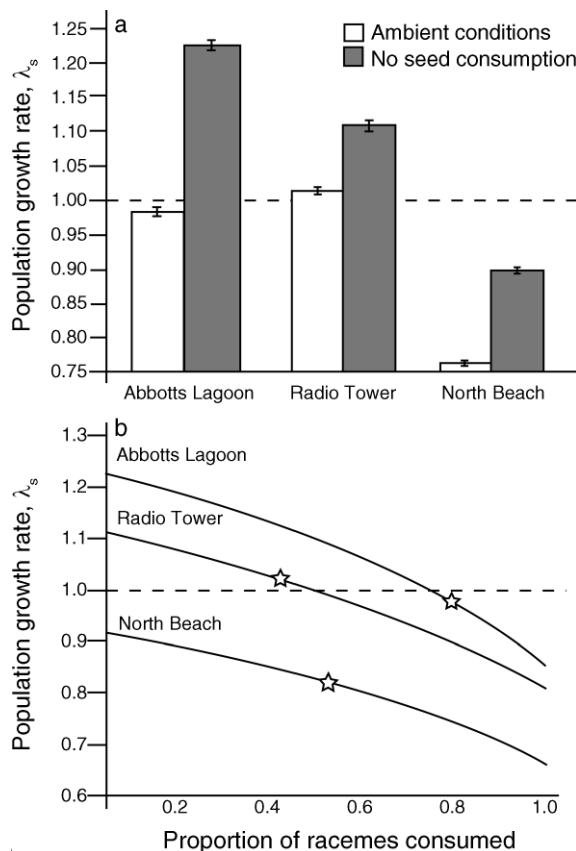 a
Ambient conditions
No seed consumption
Population growth rate, λs
1.25
1.20
1.15
1.10
1.05
1.00
0.95
0.90
0.85
0.80
0.75
Abbotts Lagoon Radio Tower North Beach
b
Population growth rate, λs
1.3
1.2
1.1
1.0
0.9
0.8
0.7
0.6
Abbotts Lagoon
Radio Tower
North Beach
0.2 0.4 0.6 0.8 1.0
Proportion of racemes consumed